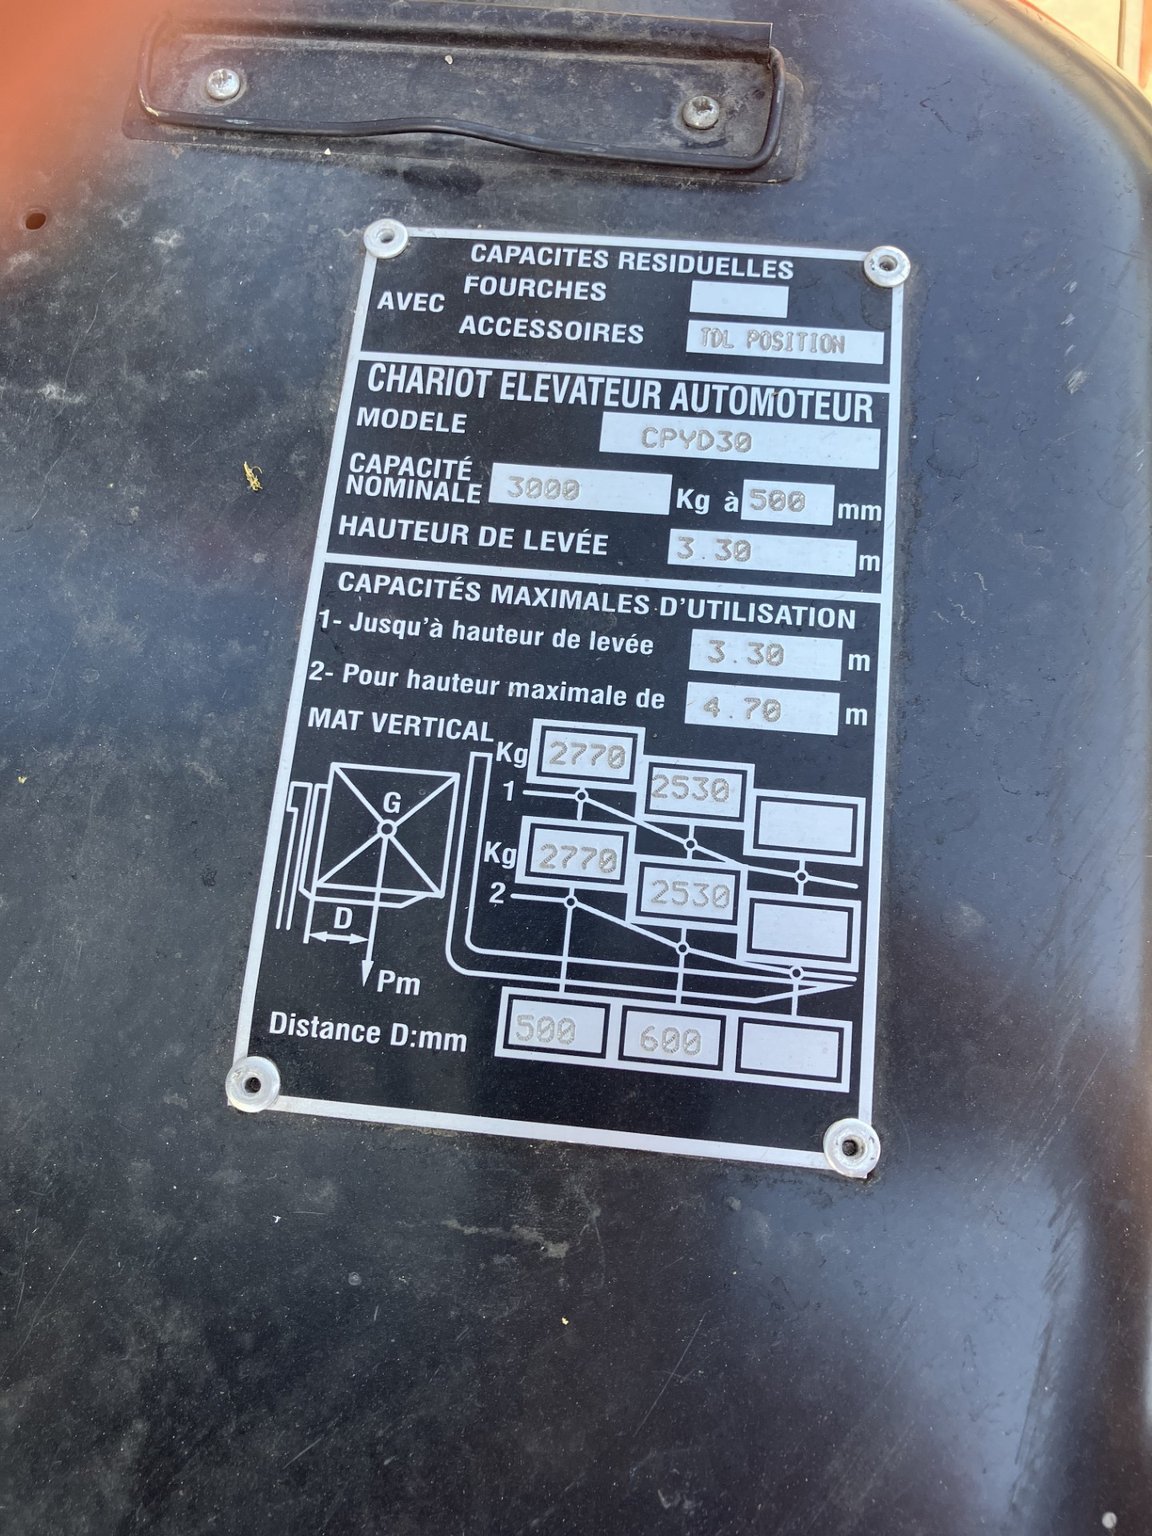 CAPACITES RESIDUELLES
AVEC FOURCHES
ACCESSOIRES TDL POSITION
CHARIOT ELEVATEUR AUTOMOTEUR
MODELE CPYD30
CAPACITÉ
NOMINALE 3000 Kg à 500 mm
HAUTEUR DE LEVÉE 3.30 m
CAPACITÉS MAXIMALES D'UTILISATION
1- Jusqu'à hauteur de levée 3.30 m
2- Pour hauteur maximale de 4.70 m
MAT VERTICAL
Kg 2770 2530
1
G
Kg 2770 2530
2
D
Pm
Distance D:mm 500 600